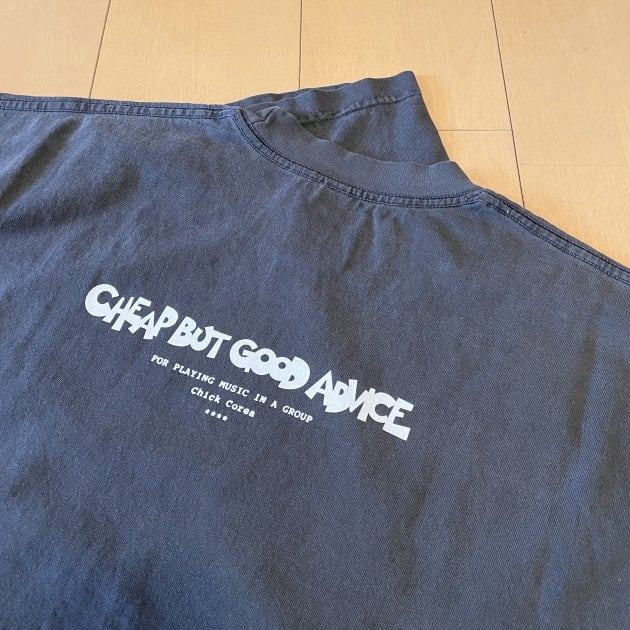 CHEAP BUT GOOD ADVICE
FOR PLAYING MUSIC IN A GROUP
Chick Corea
****